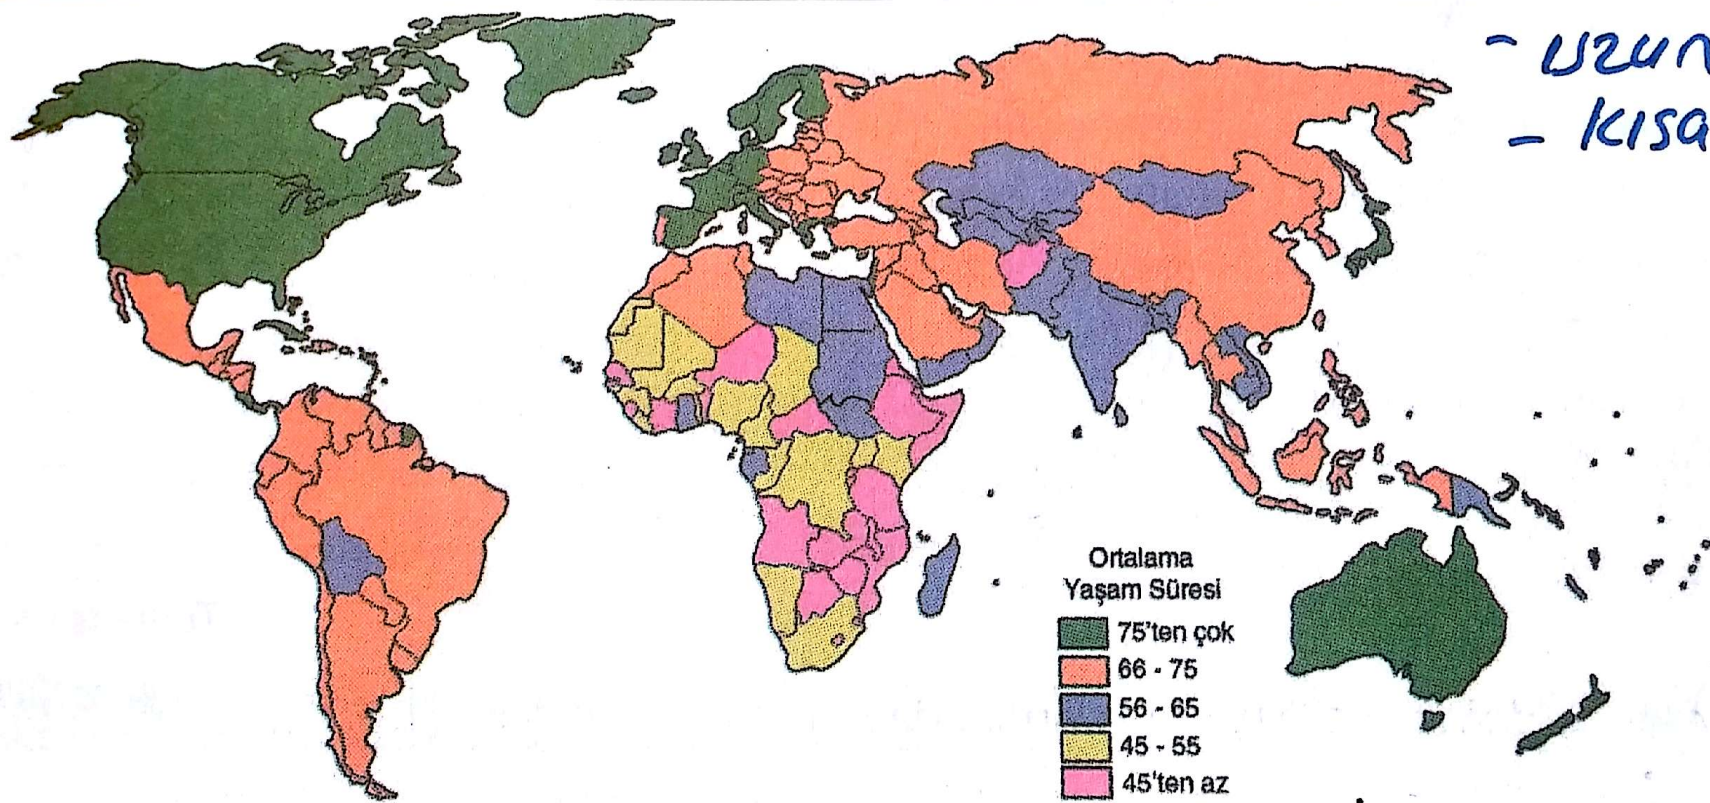 - uzun
- kısa
Ortalama
Yaşam Süresi
75'ten çok
66 - 75
56 - 65
45 - 55
45'ten az